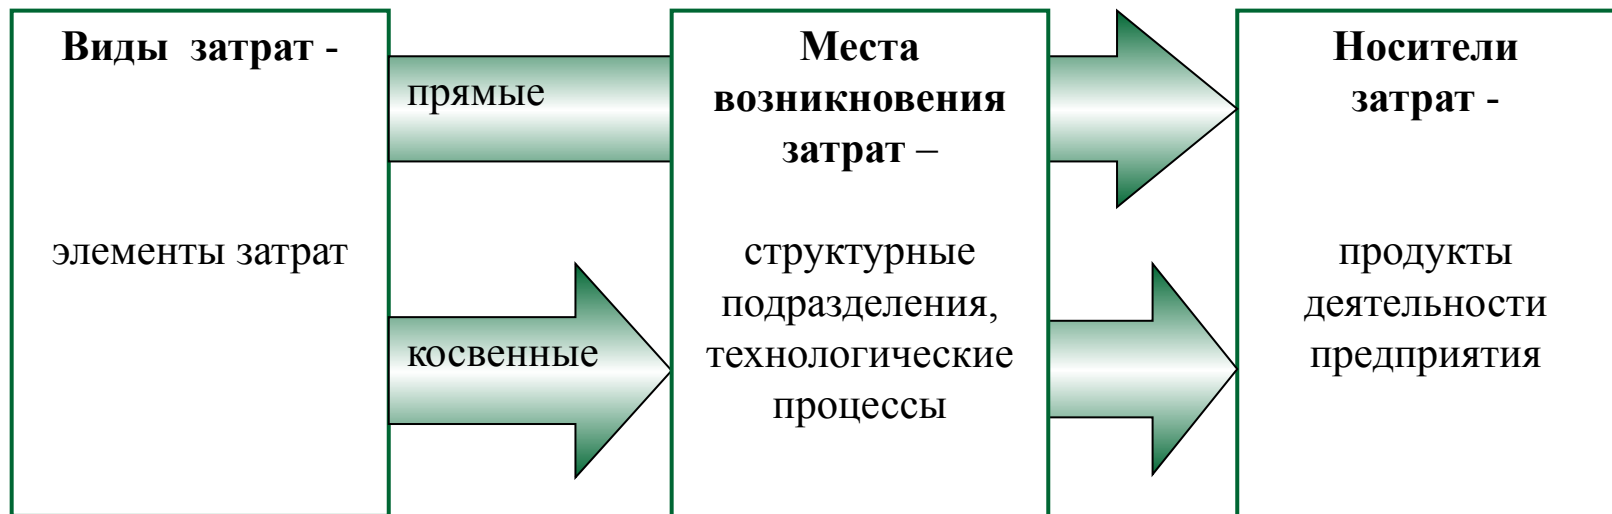 Виды затрат -
элементы затрат
прямые
косвенные
Места
возникновения
затрат –
структурные
подразделения,
технологические
процессы
Носители
затрат -
продукты
деятельности
предприятия